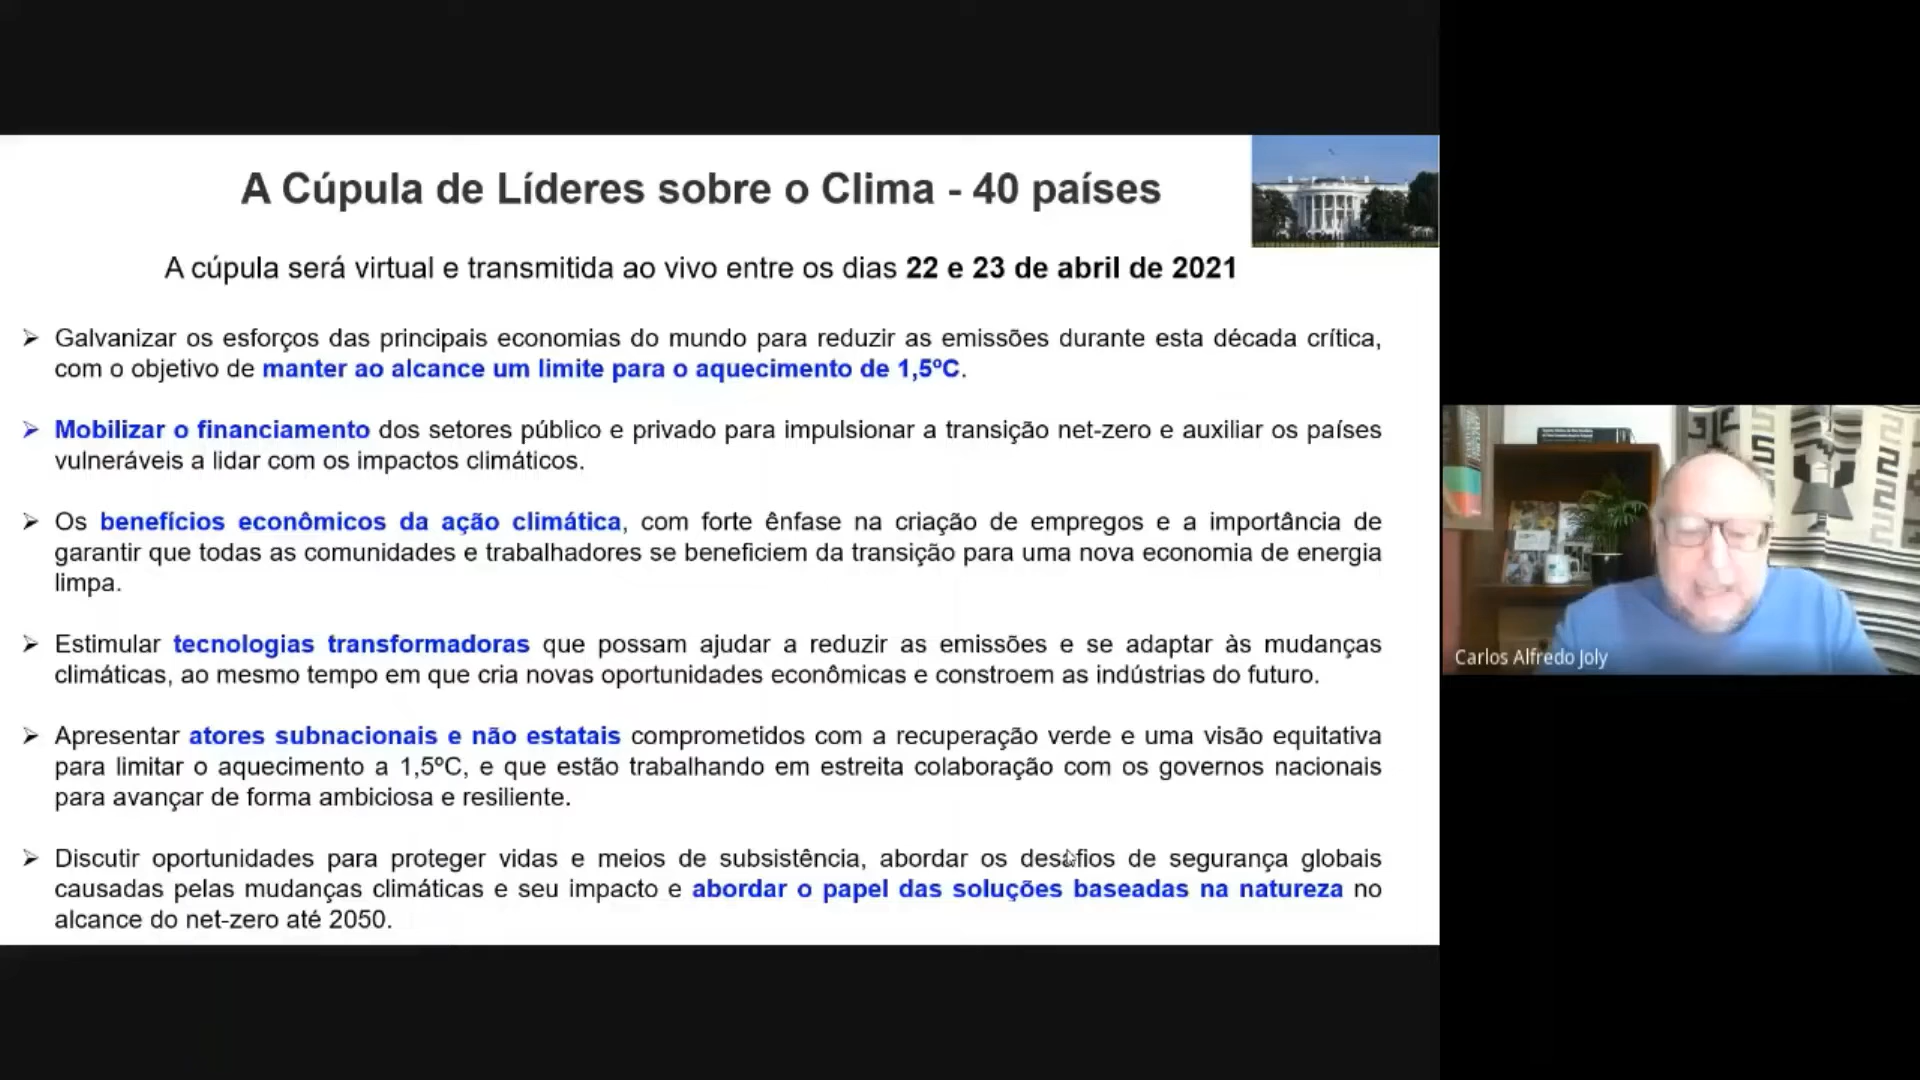 A Cúpula de Líderes sobre o Clima - 40 países
A cúpula será virtual e transmitida ao vivo entre os dias 22 e 23 de abril de 2021
➢ Galvanizar os esforços das principais economias do mundo para reduzir as emissões durante esta década crítica,
com o objetivo de manter ao alcance um limite para o aquecimento de 1,5ºC.
➢ Mobilizar o financiamento dos setores público e privado para impulsionar a transição net-zero e auxiliar os países
vulneráveis a lidar com os impactos climáticos.
➢ Os benefícios econômicos da ação climática, com forte ênfase na criação de empregos e a importância de
garantir que todas as comunidades e trabalhadores se beneficiem da transição para uma nova economia de energia
limpa.
➢ Estimular tecnologias transformadoras que possam ajudar a reduzir as emissões e se adaptar às mudanças
climáticas, ao mesmo tempo em que cria novas oportunidades econômicas e constroem as indústrias do futuro.
➢ Apresentar atores subnacionais e não estatais comprometidos com a recuperação verde e uma visão equitativa
para limitar o aquecimento a 1,5ºC, e que estão trabalhando em estreita colaboração com os governos nacionais
para avançar de forma ambiciosa e resiliente.
➢ Discutir oportunidades para proteger vidas e meios de subsistência, abordar os desafios de segurança globais
causadas pelas mudanças climáticas e seu impacto e abordar o papel das soluções baseadas na natureza no
alcance do net-zero até 2050.
Carlos Alfredo Joly